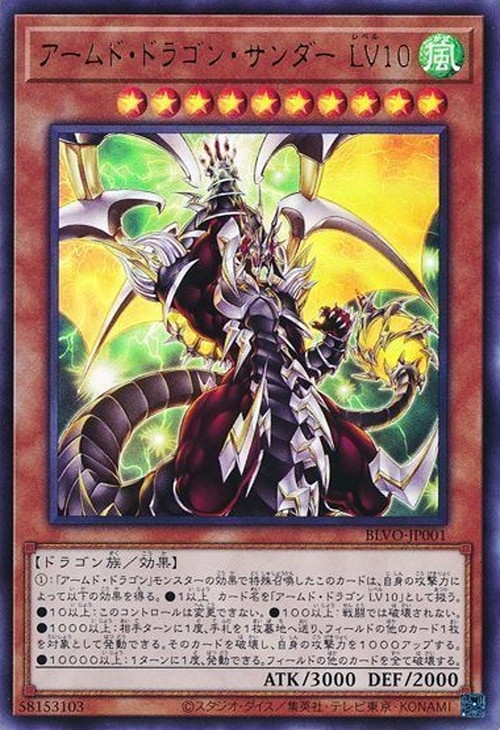 アームド・ドラゴン・サンダー LV10
レベル
風
かぜ
BLVO-JP001
【ドラゴン族／効果】
①：「アームド・ドラゴン」モンスターの効果で特殊召喚したこのカードは、自身の攻撃力に
よって以下の効果を得る。●１以上：カード名を「アームド・ドラゴン LV10」として扱う。
●１０以上：このコントロールは変更できない。●１００以上：戦闘では破壊されない。
●１０００以上：相手ターンに１度、手札を１枚墓地へ送り、フィールドの他のカード１枚
を対象として発動できる。そのカードを破壊し、自身の攻撃力を１０００アップする。
●１００００以上：１ターンに１度、発動できる。フィールドの他のカードを全て破壊する。
ATK/3000 DEF/2000
58153103
©スタジオ・ダイス／集英社・テレビ東京・KONAMI